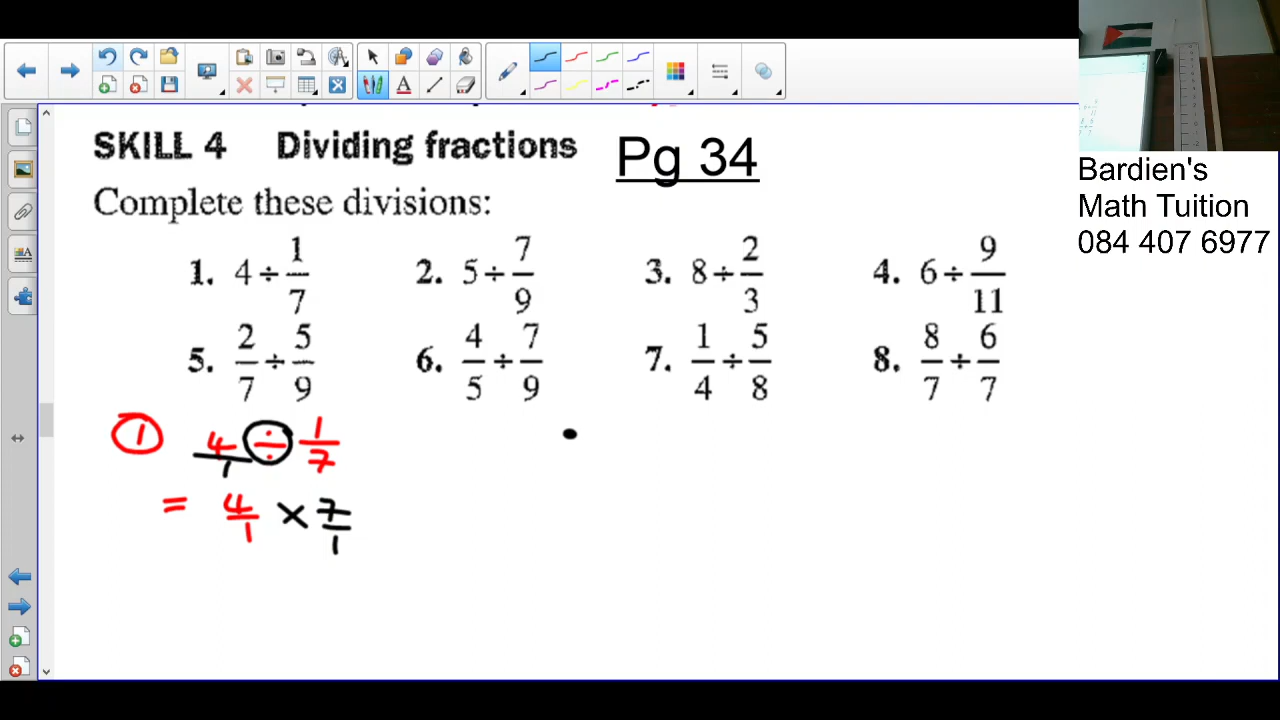 SKILL 4 Dividing fractions Pg 34
Complete these divisions:
1. 4 ÷ 1/7 2. 5 ÷ 7/9 3. 8 ÷ 2/3 4. 6 ÷ 9/11
5. 2/7 ÷ 5/9 6. 4/5 ÷ 7/9 7. 1/4 ÷ 5/8 8. 8/7 ÷ 6/7
① 4/1 ÷ 1/7
= 4/1 × 7/1
Bardien's
Math Tuition
084 407 6977